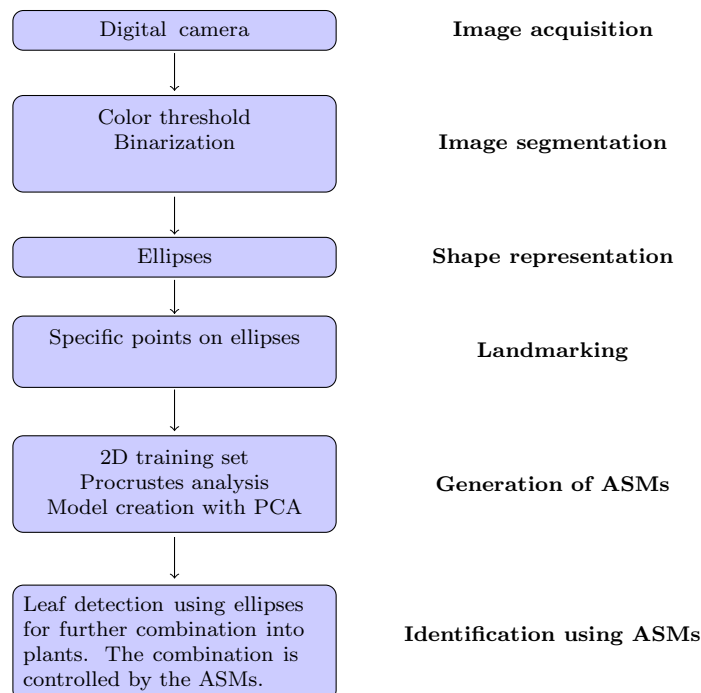 Digital camera
Image acquisition
Color threshold
Binarization
Image segmentation
Ellipses
Shape representation
Specific points on ellipses
Landmarking
2D training set
Procrustes analysis
Model creation with PCA
Generation of ASMs
Leaf detection using ellipses
for further combination into
plants. The combination is
controlled by the ASMs.
Identification using ASMs